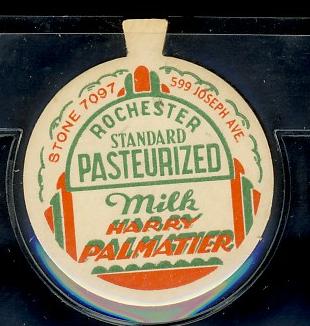 STONE 7097 599 JOSEPH AVE.
ROCHESTER
STANDARD
PASTEURIZED
Milk
HARRY
PALMATIER